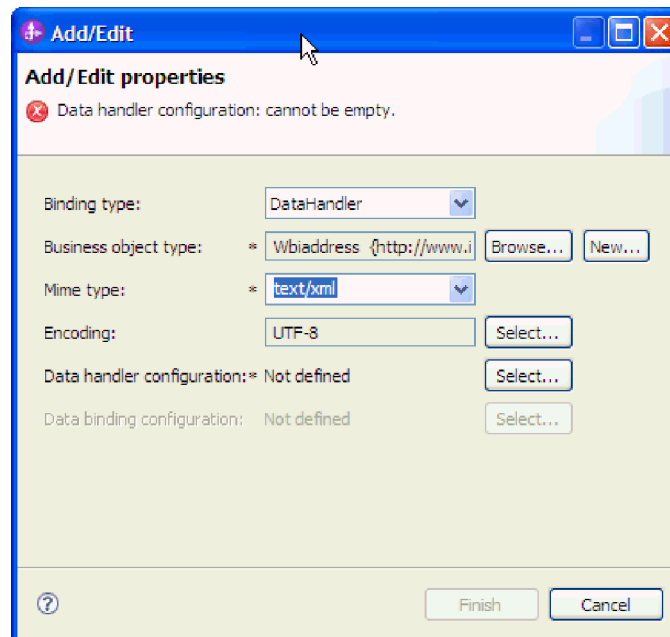 Add/Edit
Add/Edit properties
Data handler configuration: cannot be empty.
Binding type: DataHandler
Business object type: * Wbiaddress {http://www.i Browse... New...
Mime type: * text/xml
Encoding: UTF-8 Select...
Data handler configuration:* Not defined Select...
Data binding configuration: Not defined Select...
? Finish Cancel